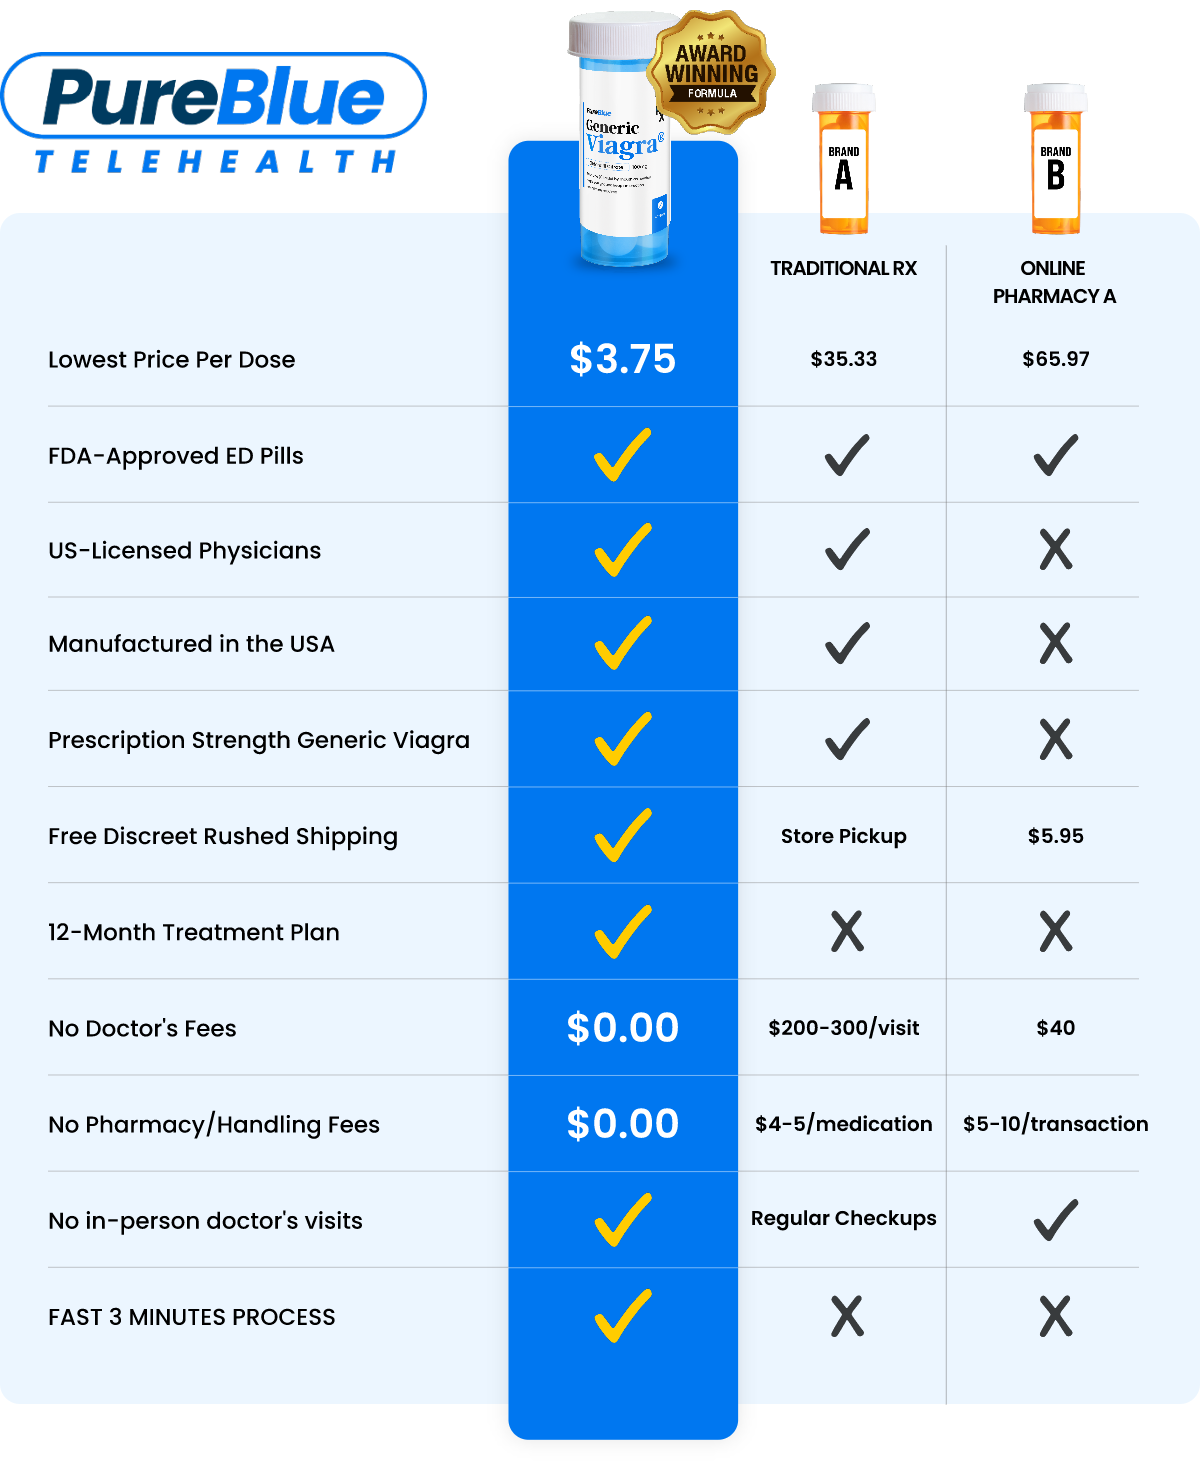 PureBlue
TELEHEALTH
PureBlue
Generic
Viagra®
AWARD
WINNING
FORMULA
BRAND
A
BRAND
B
TRADITIONAL RX
ONLINE
PHARMACY A
Lowest Price Per Dose $3.75 $35.33 $65.97
FDA-Approved ED Pills
US-Licensed Physicians
Manufactured in the USA
Prescription Strength Generic Viagra
Free Discreet Rushed Shipping Store Pickup $5.95
12-Month Treatment Plan
No Doctor's Fees $0.00 $200-300/visit $40
No Pharmacy/Handling Fees $0.00 $4-5/medication $5-10/transaction
No in-person doctor's visits Regular Checkups
FAST 3 MINUTES PROCESS